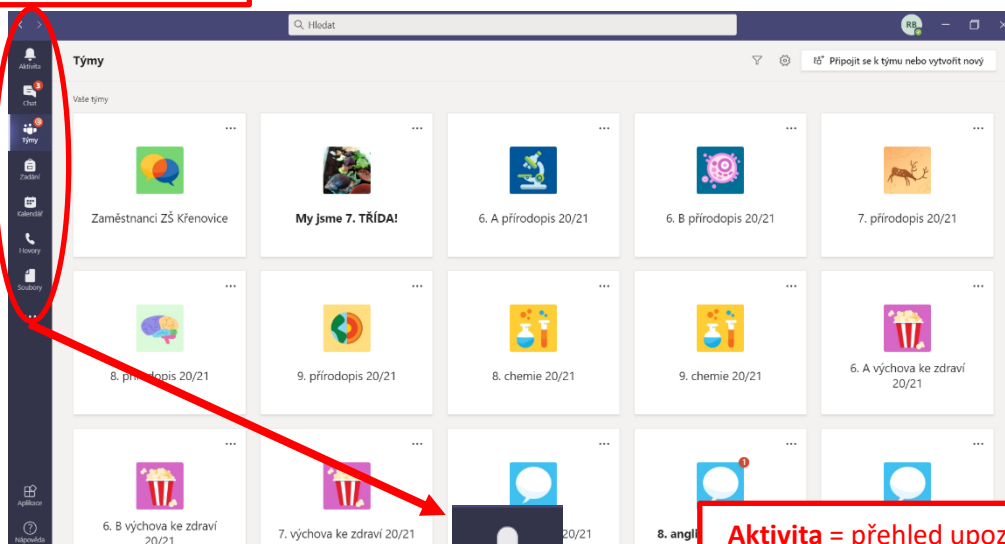 Hledat
RB
Aktivita
Týmy
Připojit se k týmu nebo vytvořit nový
3
Chat
Vaše týmy
Týmy
Zadání
Kalendář
Hovory
Soubory
Zaměstnanci ZŠ Křenovice
My jsme 7. TŘÍDA!
6. A přírodopis 20/21
6. B přírodopis 20/21
7. přírodopis 20/21
8. přírodopis 20/21
9. přírodopis 20/21
8. chemie 20/21
9. chemie 20/21
6. A výchova ke zdraví
20/21
1
6. B výchova ke zdraví
20/21
7. výchova ke zdraví 20/21
20/21
8. angli
Aplikace
Nápověda
Aktivita = přehled upoz